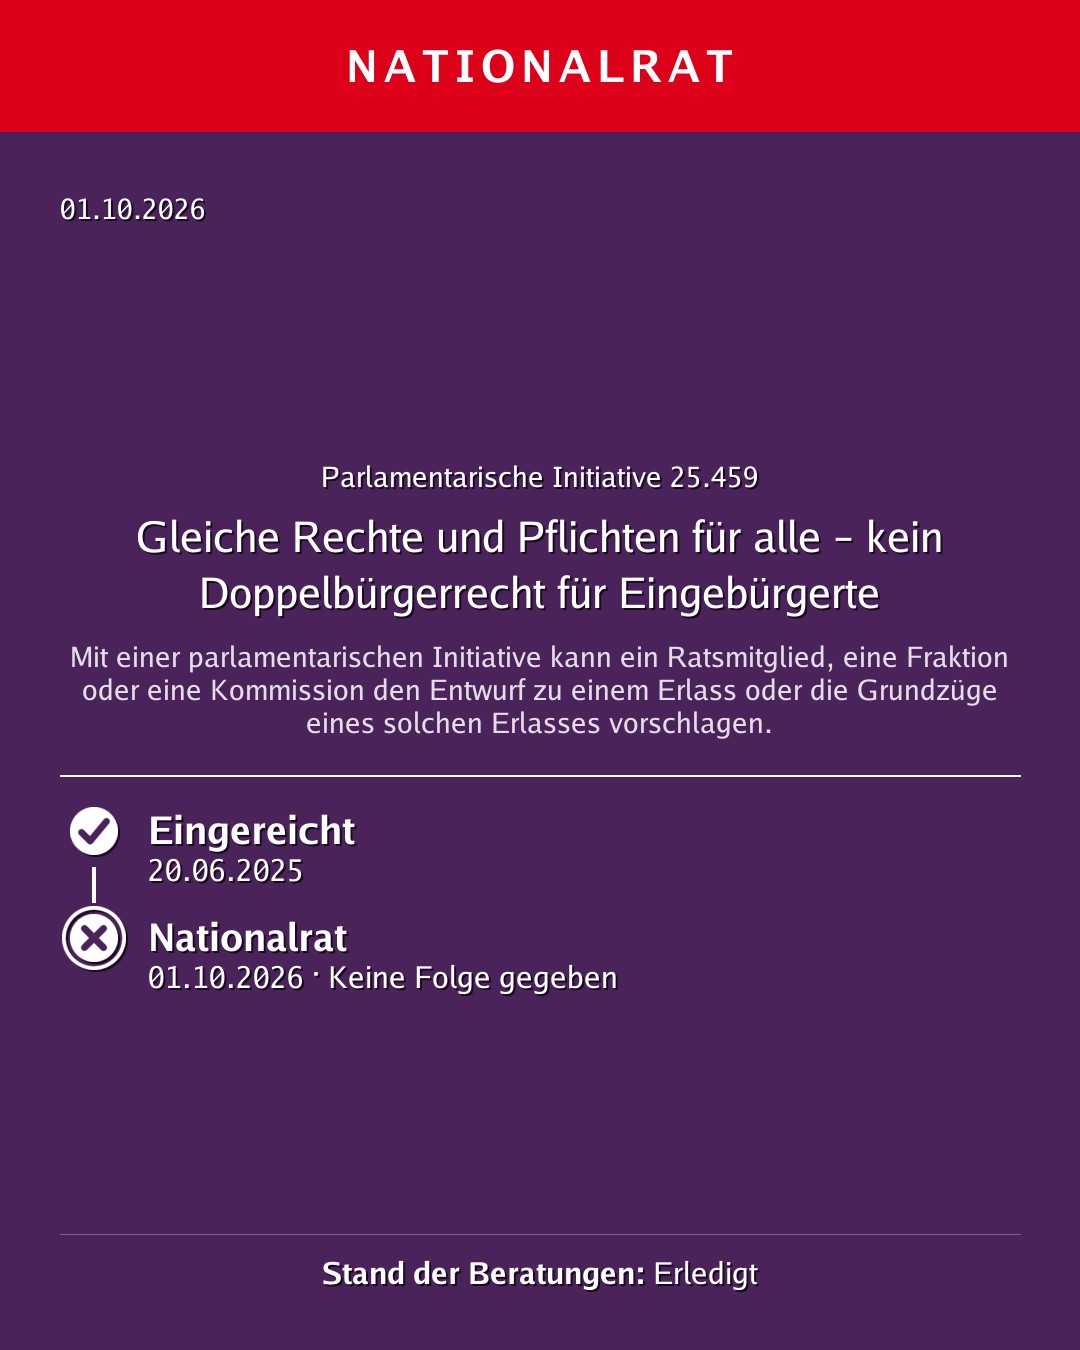 NATIONALRAT
01.10.2026
Parlamentarische Initiative 25.459
Gleiche Rechte und Pflichten für alle – kein
Doppelbürgerrecht für Eingebürgerte
Mit einer parlamentarischen Initiative kann ein Ratsmitglied, eine Fraktion
oder eine Kommission den Entwurf zu einem Erlass oder die Grundzüge
eines solchen Erlasses vorschlagen.
Eingereicht
20.06.2025
Nationalrat
01.10.2026 · Keine Folge gegeben
Stand der Beratungen: Erledigt